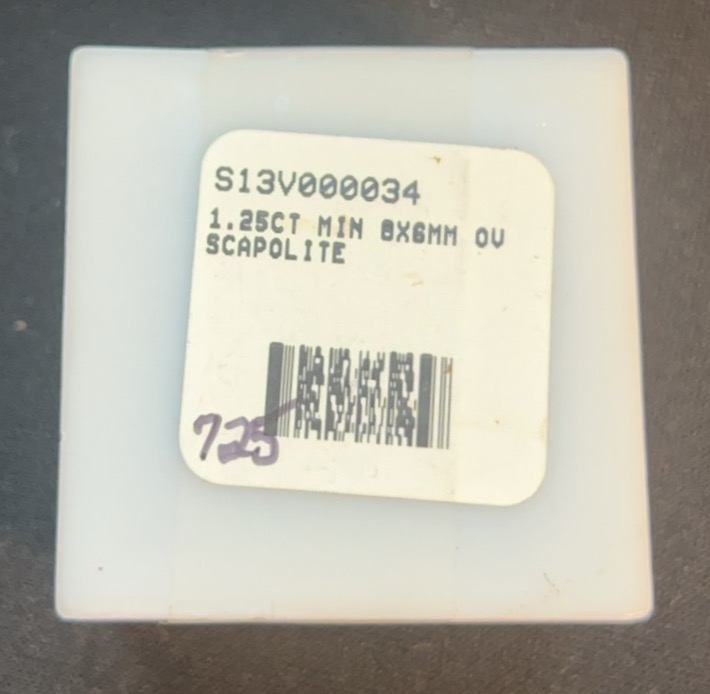 S13V000034
1.25CT MIN 8X6MM OV
SCAPOLITE
725